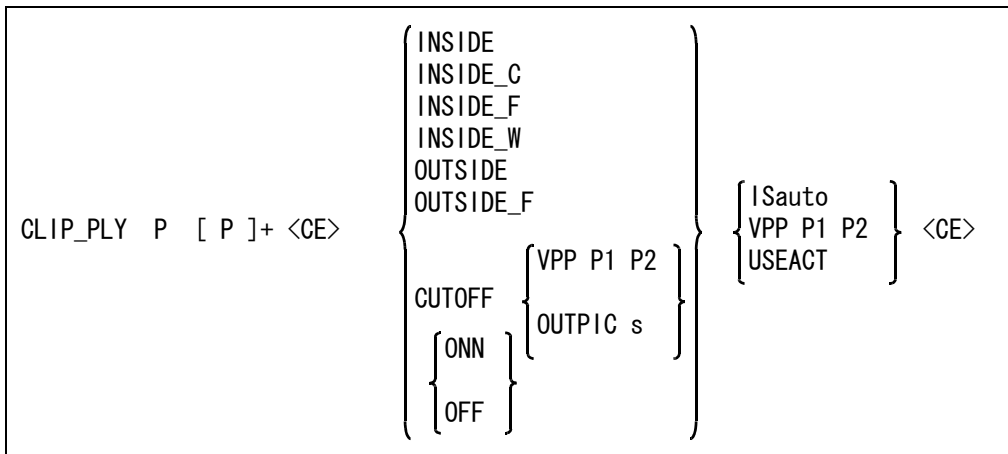 CLIP_PLY P [ P ]+ <CE>
INSIDE
INSIDE_C
INSIDE_F
INSIDE_W
OUTSIDE
OUTSIDE_F
CUTOFF
VPP P1 P2
OUTPIC s
ONN
OFF
ISauto
VPP P1 P2
USEACT
<CE>